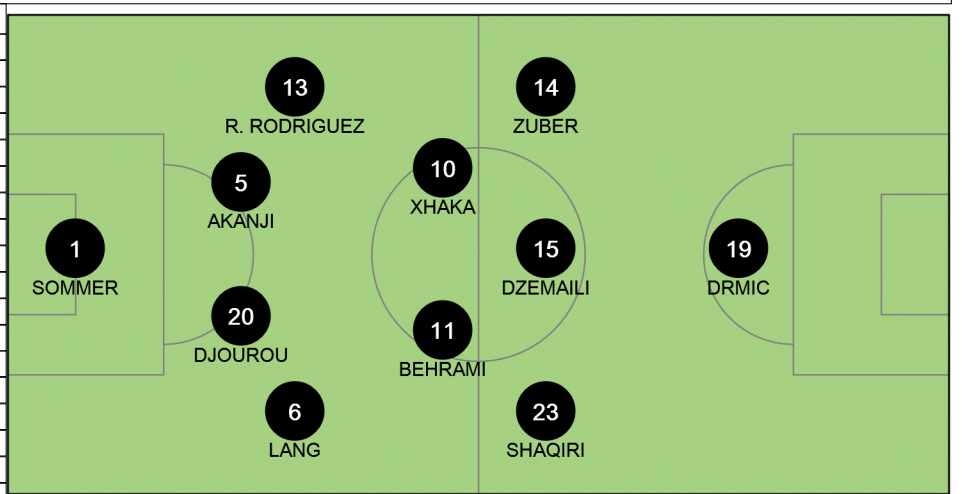 13
R. RODRIGUEZ
14
ZUBER
5
AKANJI
10
XHAKA
1
SOMMER
15
DZEMAILI
19
DRMIC
20
DJOUROU
11
BEHRAMI
6
LANG
23
SHAQIRI